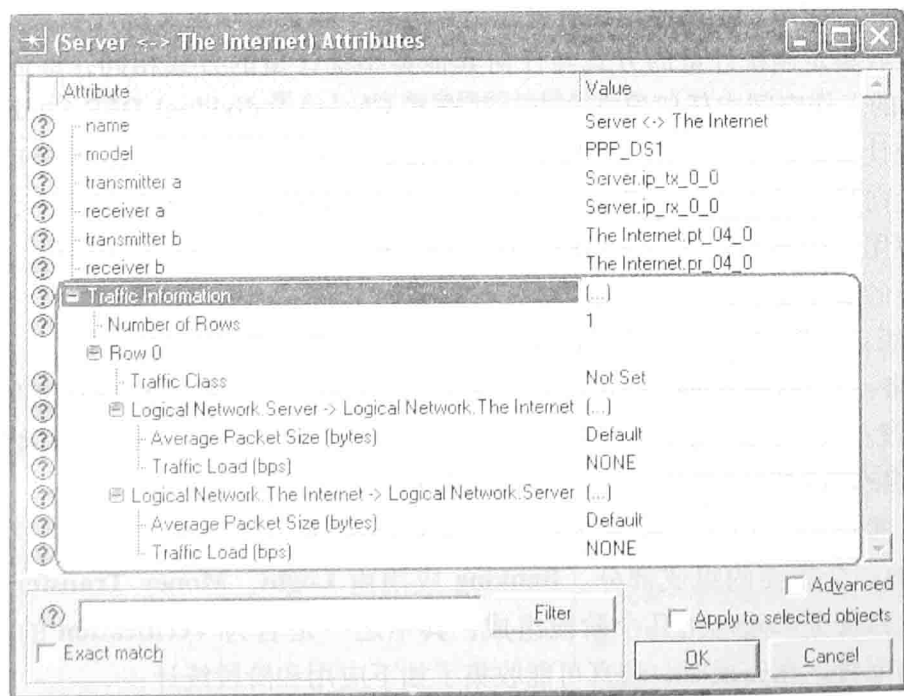 (Server <-> The Internet) Attributes
Attribute Value
name Server <-> The Internet
model PPP_DS1
transmitter a Server.ip_tx_0_0
receiver a Server.ip_rx_0_0
transmitter b The Internet.pt_04_0
receiver b The Internet.pr_04_0
Traffic Information (...)
Number of Rows 1
Row 0
Traffic Class Not Set
Logical Network.Server -> Logical Network.The Internet (...)
Average Packet Size (bytes) Default
Traffic Load (bps) NONE
Logical Network.The Internet -> Logical Network.Server (...)
Average Packet Size (bytes) Default
Traffic Load (bps) NONE
Advanced
Filter
Apply to selected objects
Exact match
OK
Cancel